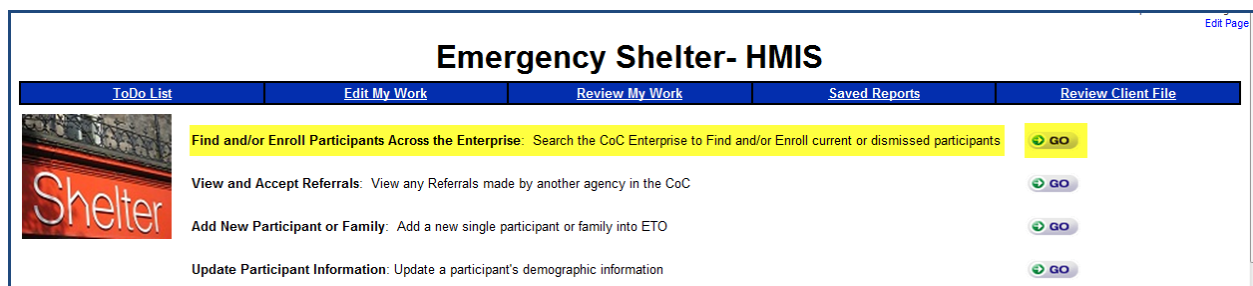 Edit Page
Emergency Shelter- HMIS
ToDo List Edit My Work Review My Work Saved Reports Review Client File
Find and/or Enroll Participants Across the Enterprise: Search the CoC Enterprise to Find and/or Enroll current or dismissed participants GO
View and Accept Referrals: View any Referrals made by another agency in the CoC GO
Shelter
Add New Participant or Family: Add a new single participant or family into ETO GO
Update Participant Information: Update a participant's demographic information GO